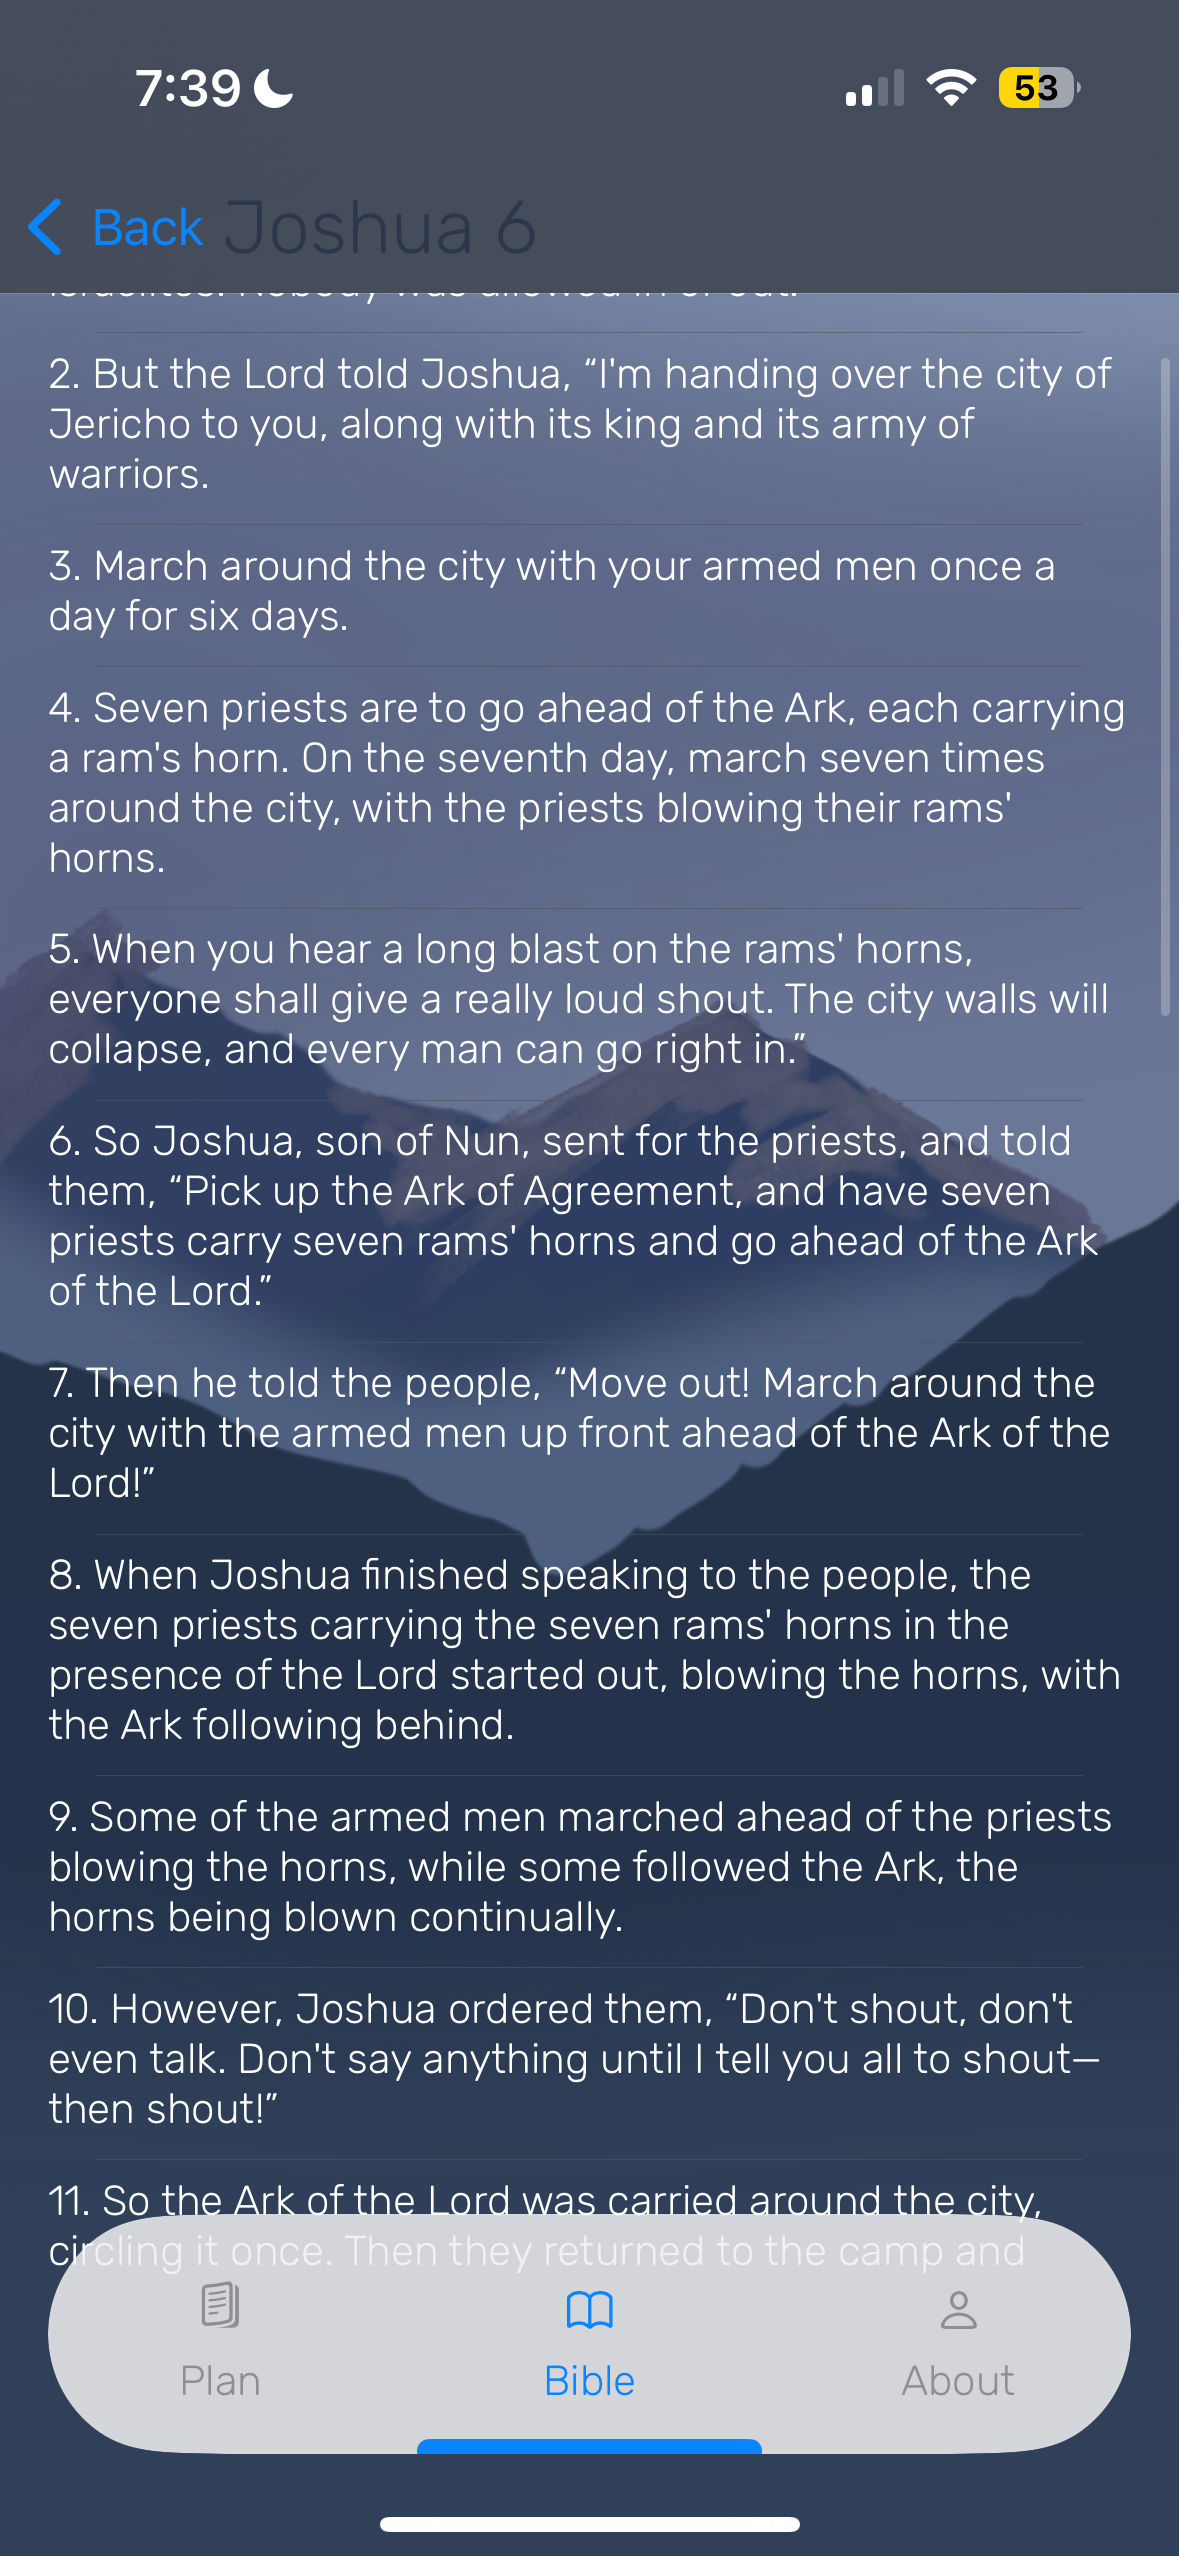 7:39
53
Back Joshua 6
Israelites. Nobody was allowed in or out.
2. But the Lord told Joshua, “I'm handing over the city of
Jericho to you, along with its king and its army of
warriors.
3. March around the city with your armed men once a
day for six days.
4. Seven priests are to go ahead of the Ark, each carrying
a ram's horn. On the seventh day, march seven times
around the city, with the priests blowing their rams'
horns.
5. When you hear a long blast on the rams' horns,
everyone shall give a really loud shout. The city walls will
collapse, and every man can go right in.”
6. So Joshua, son of Nun, sent for the priests, and told
them, “Pick up the Ark of Agreement, and have seven
priests carry seven rams' horns and go ahead of the Ark
of the Lord.”
7. Then he told the people, “Move out! March around the
city with the armed men up front ahead of the Ark of the
Lord!”
8. When Joshua finished speaking to the people, the
seven priests carrying the seven rams' horns in the
presence of the Lord started out, blowing the horns, with
the Ark following behind.
9. Some of the armed men marched ahead of the priests
blowing the horns, while some followed the Ark, the
horns being blown continually.
10. However, Joshua ordered them, “Don't shout, don't
even talk. Don't say anything until I tell you all to shout—
then shout!”
11. So the Ark of the Lord was carried around the city,
circling it once. Then they returned to the camp and
Plan
Bible
About